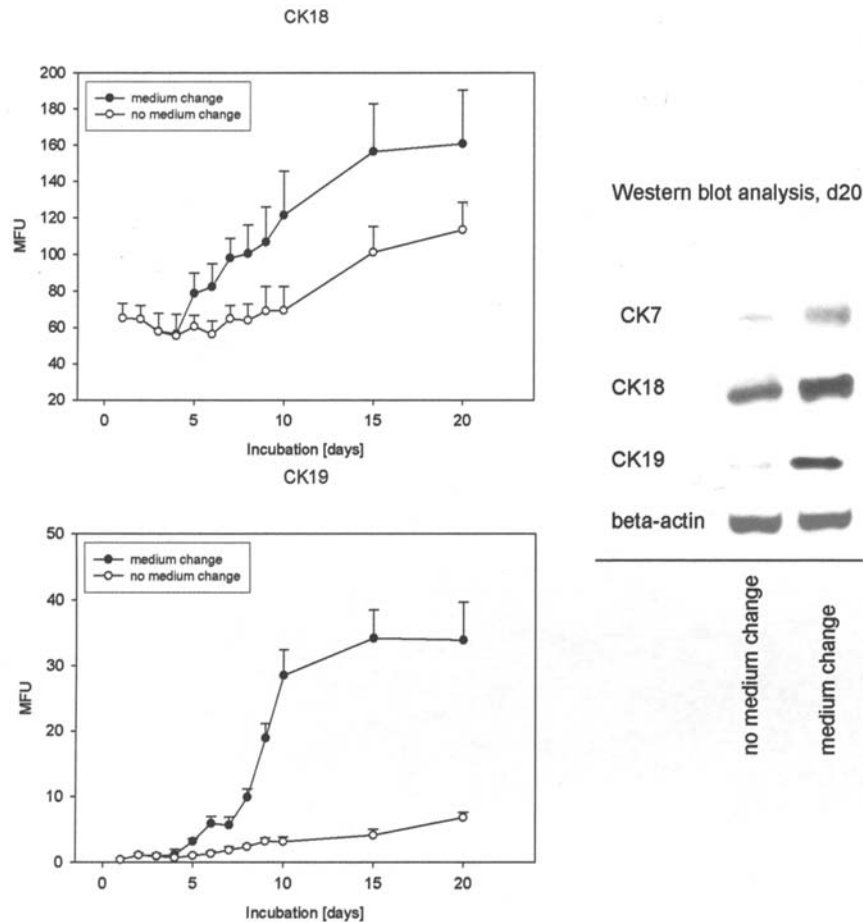 CK18
200
180
160
140
120
100
80
60
40
20
MFU
medium change
no medium change
0 5 10 15 20
Incubation [days]
CK19
50
40
30
20
10
0
MFU
medium change
no medium change
0 5 10 15 20
Incubation [days]
Western blot analysis, d20
CK7
CK18
CK19
beta-actin
no medium change
medium change